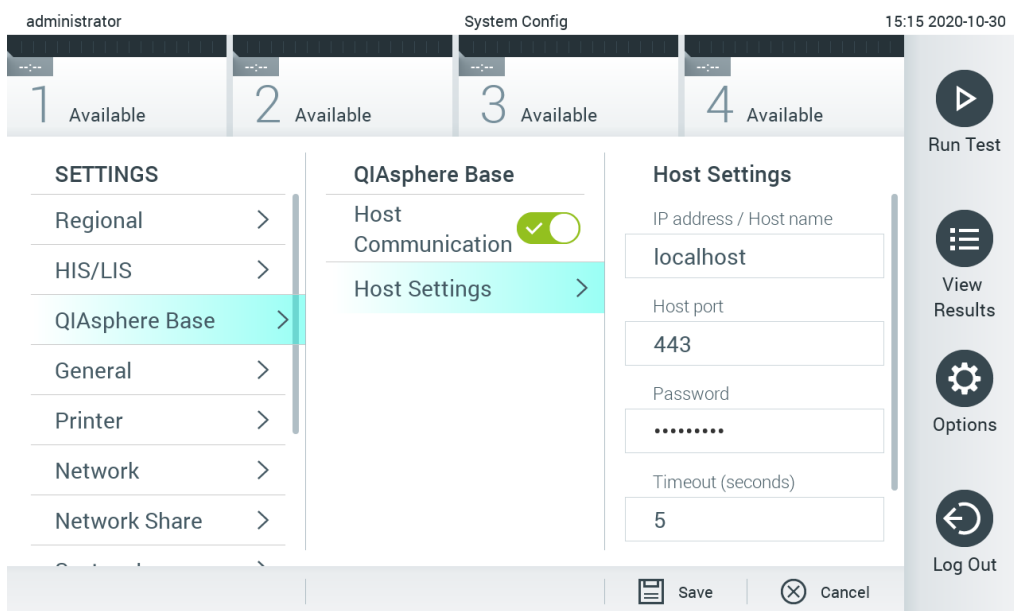 administrator
System Config
15:15 2020-10-30
--:--
1 Available
--:--
2 Available
--:--
3 Available
--:--
4 Available
SETTINGS
Regional
HIS/LIS
QIAsphere Base
General
Printer
Network
Network Share
QIAsphere Base
Host
Communication
Host Settings
Host Settings
IP address / Host name
localhost
Host port
443
Password
•••••••••
Timeout (seconds)
5
Save
Cancel
Run Test
View
Results
Options
Log Out